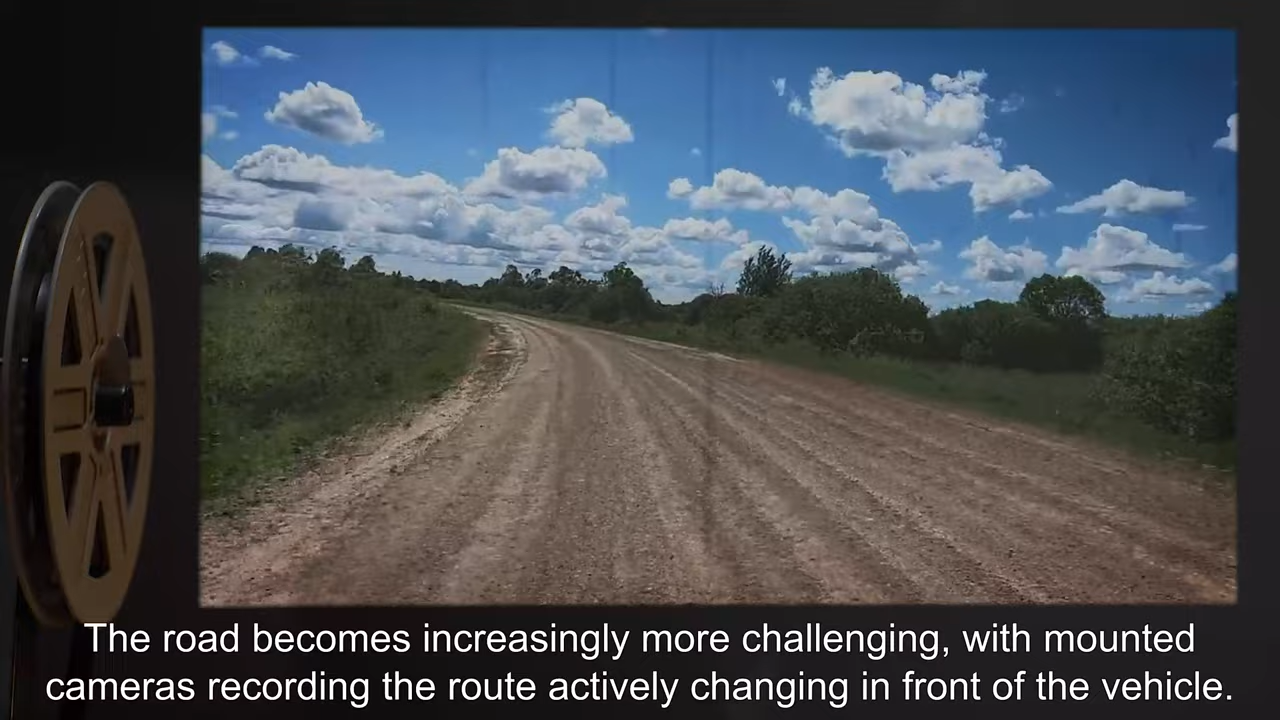 The road becomes increasingly more challenging, with mounted
cameras recording the route actively changing in front of the vehicle.